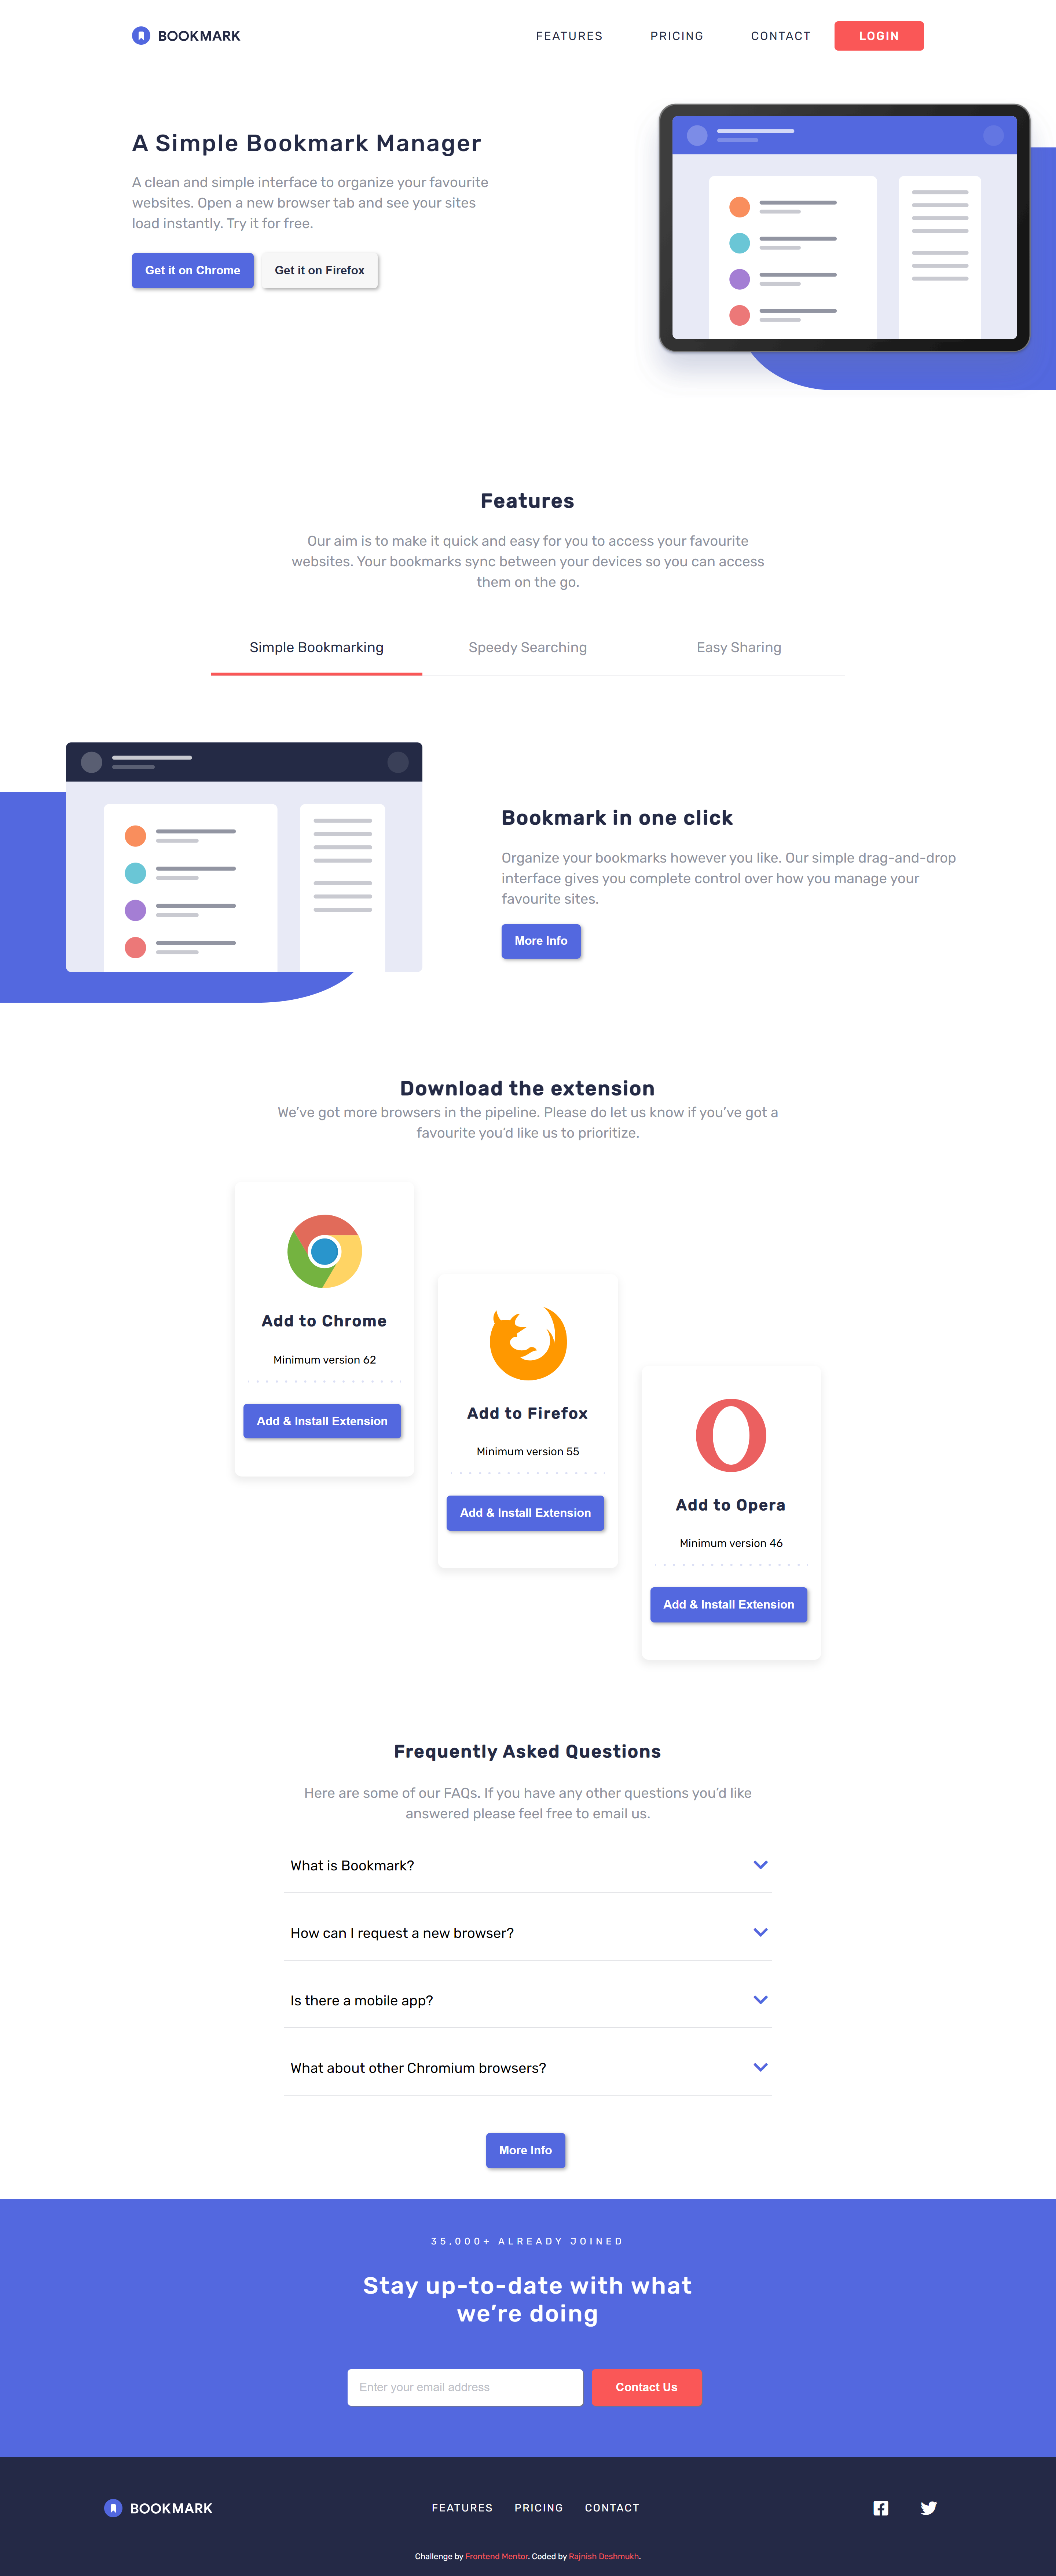 BOOKMARK
FEATURES PRICING CONTACT LOGIN
A Simple Bookmark Manager
A clean and simple interface to organize your favourite
websites. Open a new browser tab and see your sites
load instantly. Try it for free.
Get it on Chrome Get it on Firefox
Features
Our aim is to make it quick and easy for you to access your favourite
websites. Your bookmarks sync between your devices so you can access
them on the go.
Simple Bookmarking Speedy Searching Easy Sharing
Bookmark in one click
Organize your bookmarks however you like. Our simple drag-and-drop
interface gives you complete control over how you manage your
favourite sites.
More Info
Download the extension
We’ve got more browsers in the pipeline. Please do let us know if you’ve got a
favourite you’d like us to prioritize.
Add to Chrome
Minimum version 62
Add & Install Extension
Add to Firefox
Minimum version 55
Add & Install Extension
Add to Opera
Minimum version 46
Add & Install Extension
Frequently Asked Questions
Here are some of our FAQs. If you have any other questions you’d like
answered please feel free to email us.
What is Bookmark?
How can I request a new browser?
Is there a mobile app?
What about other Chromium browsers?
More Info
35,000+ ALREADY JOINED
Stay up-to-date with what
we’re doing
Enter your email address Contact Us
BOOKMARK
FEATURES PRICING CONTACT
Challenge by Frontend Mentor. Coded by Rajnish Deshmukh.